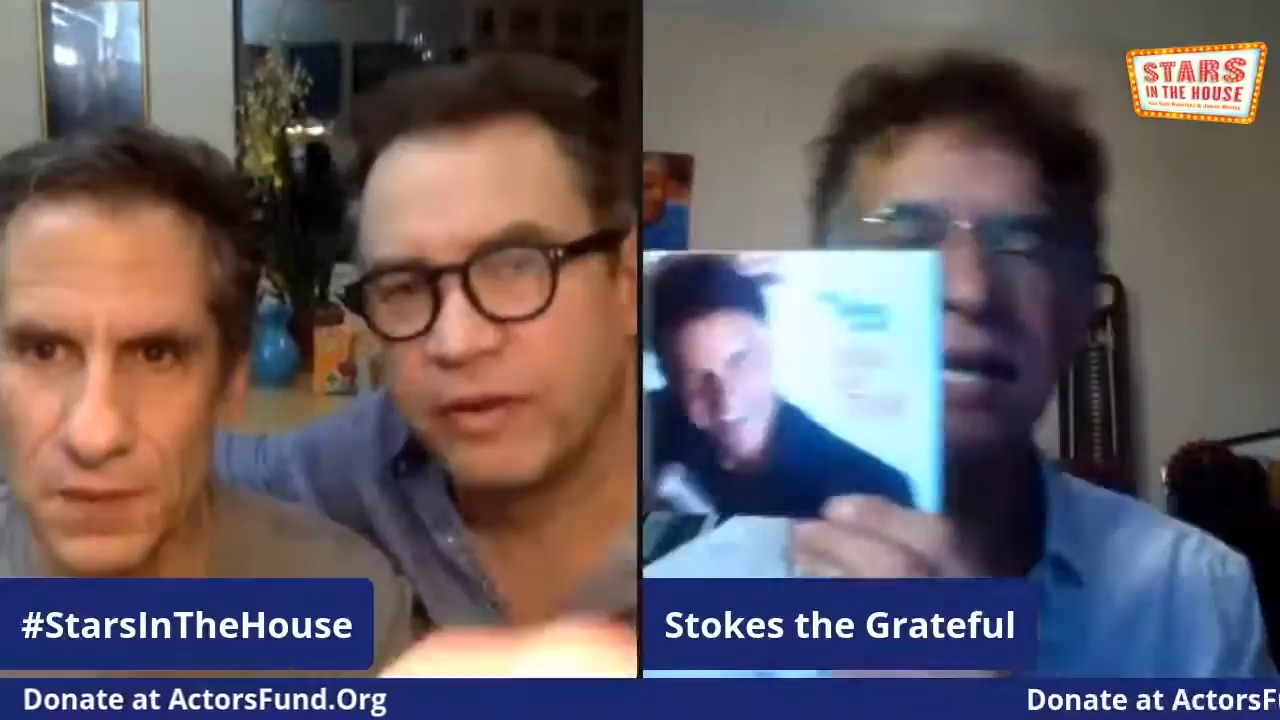 STARS
IN THE HOUSE
#StarsInTheHouse
Stokes the Grateful
Donate at ActorsFund.Org
Donate at ActorsFu